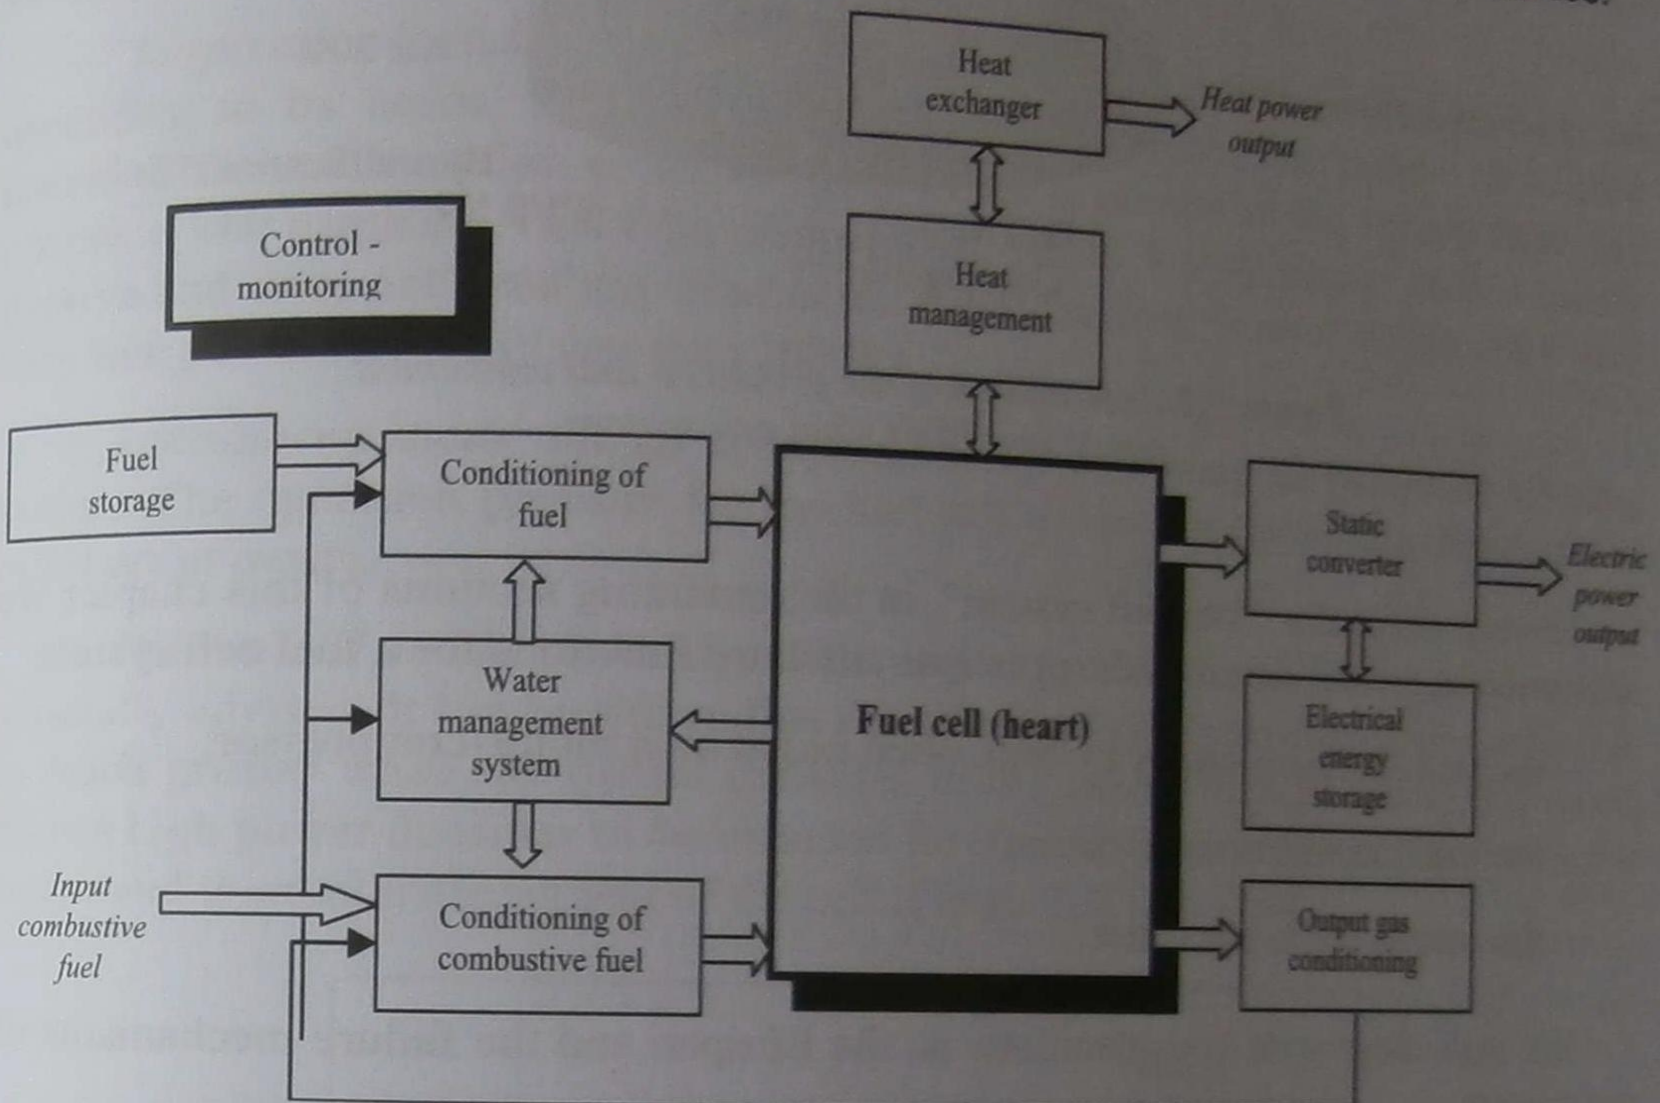 Heat
exchanger
Heat power
output
Control -
monitoring
Heat
management
Fuel
storage
Conditioning of
fuel
Static
converter
Electric
power
output
Water
management
system
Fuel cell (heart)
Electrical
energy
storage
Input
combustive
fuel
Conditioning of
combustive fuel
Output gas
conditioning